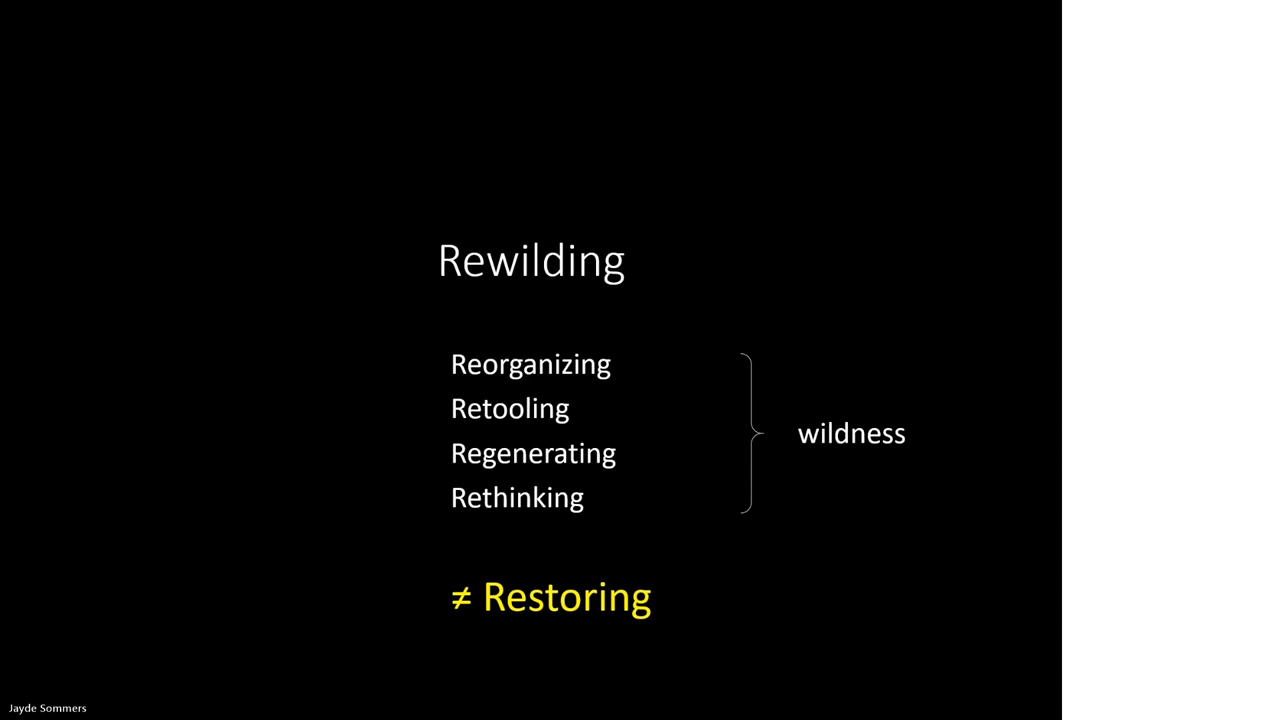 Rewilding
Reorganizing
Retooling
Regenerating
Rethinking
wildness
≠ Restoring
Jayde Sommers